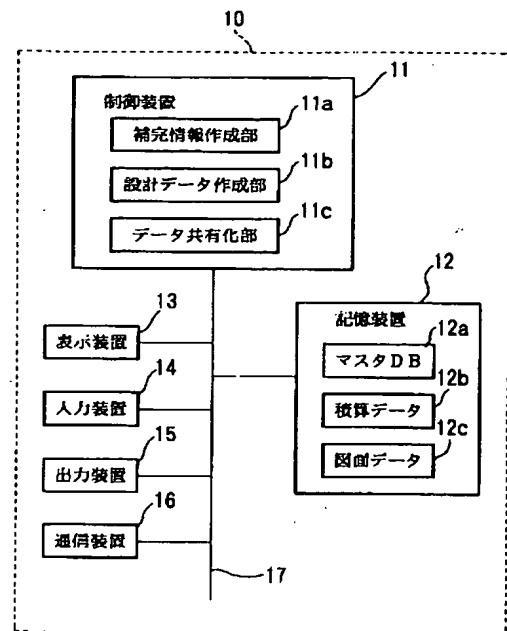 10
11
制御装置
11a
補完情報作成部
11b
設計データ作成部
11c
データ共有化部
12
記憶装置
12a
マスタDB
12b
積算データ
12c
図面データ
13
表示装置
14
入力装置
15
出力装置
16
通信装置
17